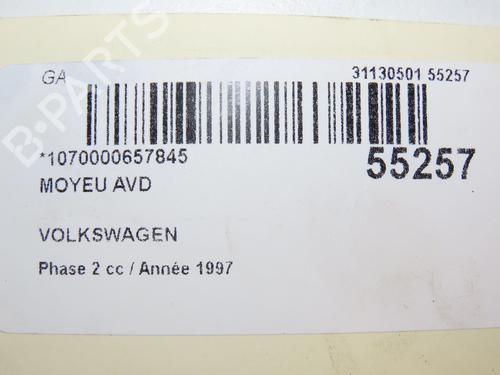 GA
31130501 55257
*1070000657845
55257
MOYEU AVD
VOLKSWAGEN
Phase 2 cc / Année 1997
B-PARTS